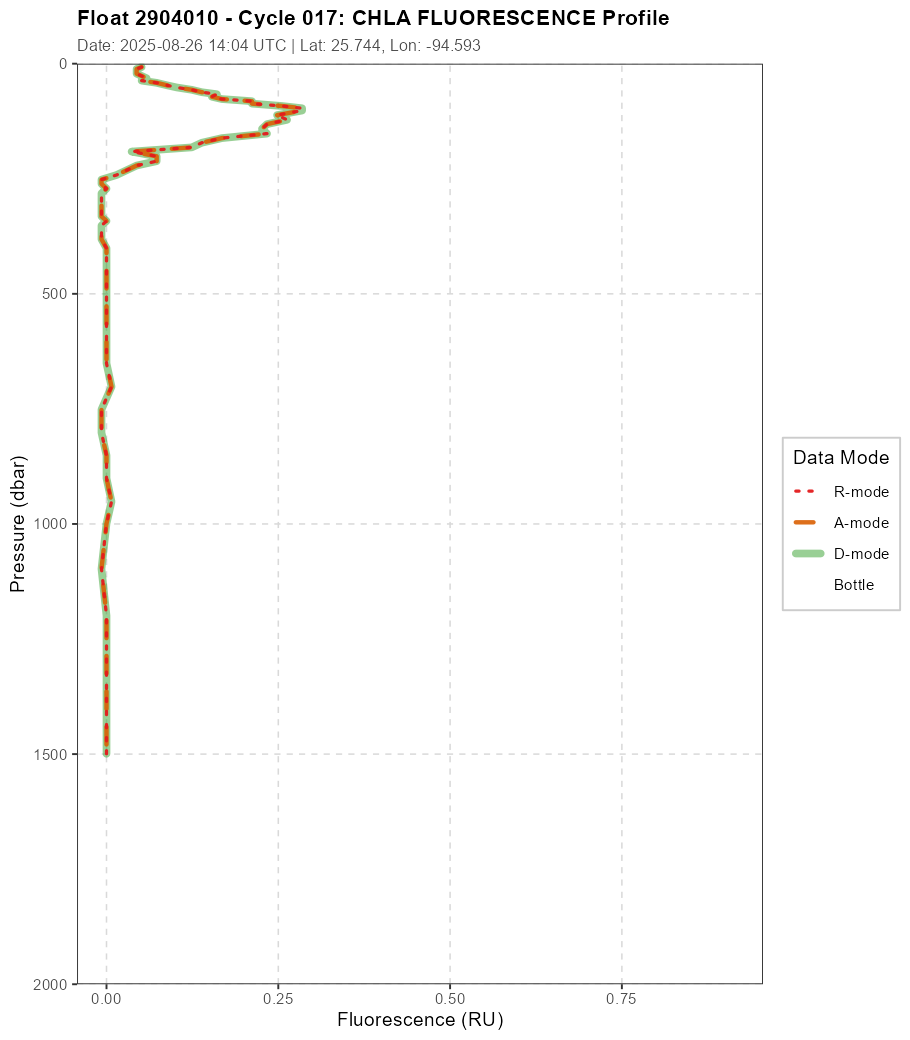 Float 2904010 - Cycle 017: CHLA FLUORESCENCE Profile
Date: 2025-08-26 14:04 UTC | Lat: 25.744, Lon: -94.593
0
500
1000
1500
2000
Pressure (dbar)
0.00
0.25
0.50
0.75
Fluorescence (RU)
Data Mode
R-mode
A-mode
D-mode
Bottle